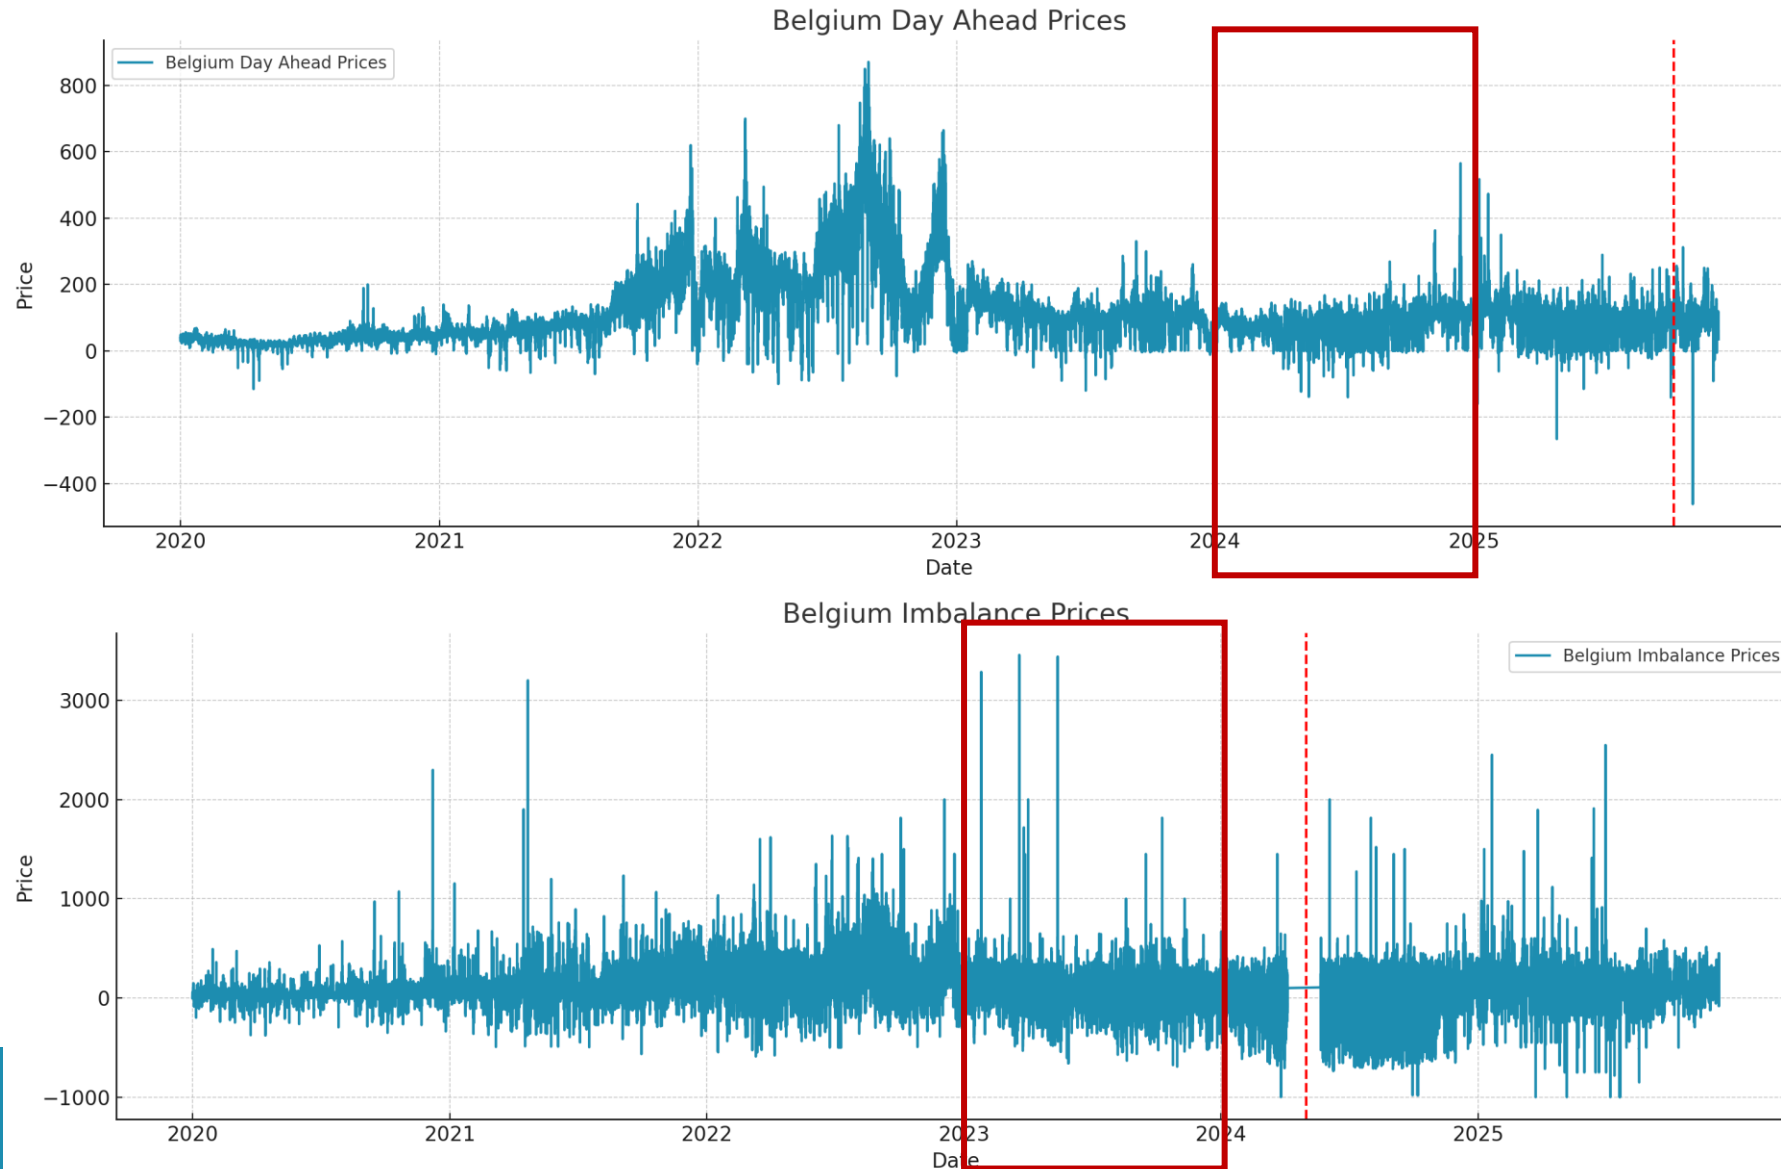 Belgium Day Ahead Prices
Belgium Day Ahead Prices
800
600
400
200
0
−200
−400
Price
2020 2021 2022 2023 2024 2025
Date
Belgium Imbalance Prices
Belgium Imbalance Prices
3000
2000
1000
0
−1000
Price
2020 2021 2022 2023 2024 2025
Date